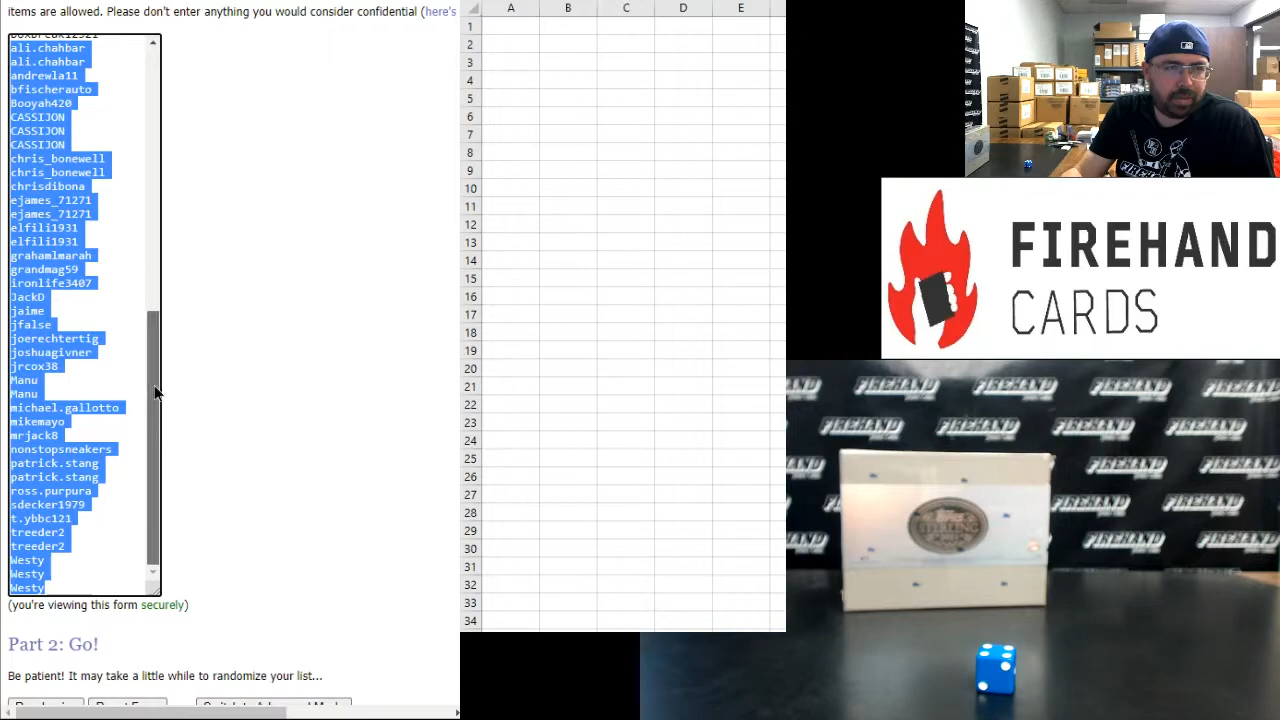 items are allowed. Please don't enter anything you would consider confidential (here's
ali.chahbar
ali.chahbar
andrewla11
bfischerauto
Booyah420
CASSIJON
CASSIJON
CASSIJON
chris_bonewell
chris_bonewell
chrisdibona
ejames_71271
ejames_71271
elfili1931
elfili1931
grahamlmarah
grandmag59
ironlife3407
JackD
jaime
jfalse
joerechtertig
joshuagivner
jrcox38
Manu
Manu
michael.gallotto
mikemayo
mrjack8
nonstopsneakers
patrick.stang
patrick.stang
ross.purpura
sdecker1979
t.ybbc121
treeder2
treeder2
Westy
Westy
Westy
(you're viewing this form securely)
Part 2: Go!
Be patient! It may take a little while to randomize your list...
A B C D E
1
2
3
4
5
6
7
8
9
10
11
12
13
14
15
16
17
18
19
20
21
22
23
24
25
26
27
28
29
30
31
32
33
34
FIREHAND
CARDS
FIREHAND FIREHAND FIREHAND
STERLING